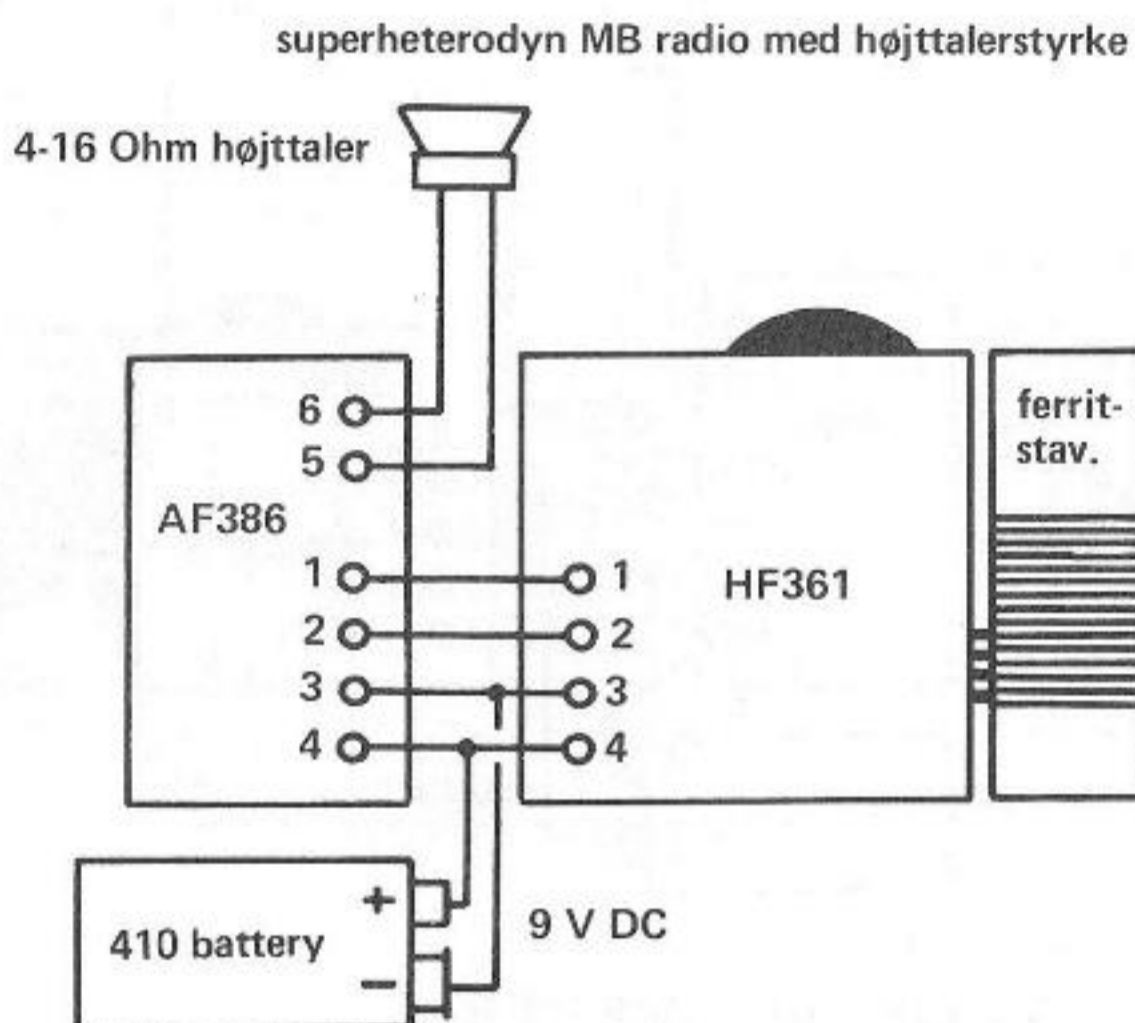 superheterodyn MB radio med højttalerstyrke
4-16 Ohm højttaler
6
5
AF386
1
2
3
4
1
2
3
4
HF361
ferrit-
stav.
410 battery
+
−
9 V DC